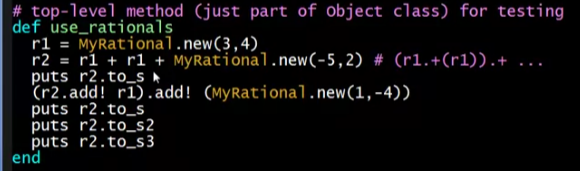 # top-level method (just part of Object class) for testing
def use_rationals
  r1 = MyRational.new(3,4)
  r2 = r1 + r1 + MyRational.new(-5,2) # (r1.+(r1)).+ ...
  puts r2.to_s
  (r2.add! r1).add! (MyRational.new(1,-4))
  puts r2.to_s
  puts r2.to_s2
  puts r2.to_s3
end